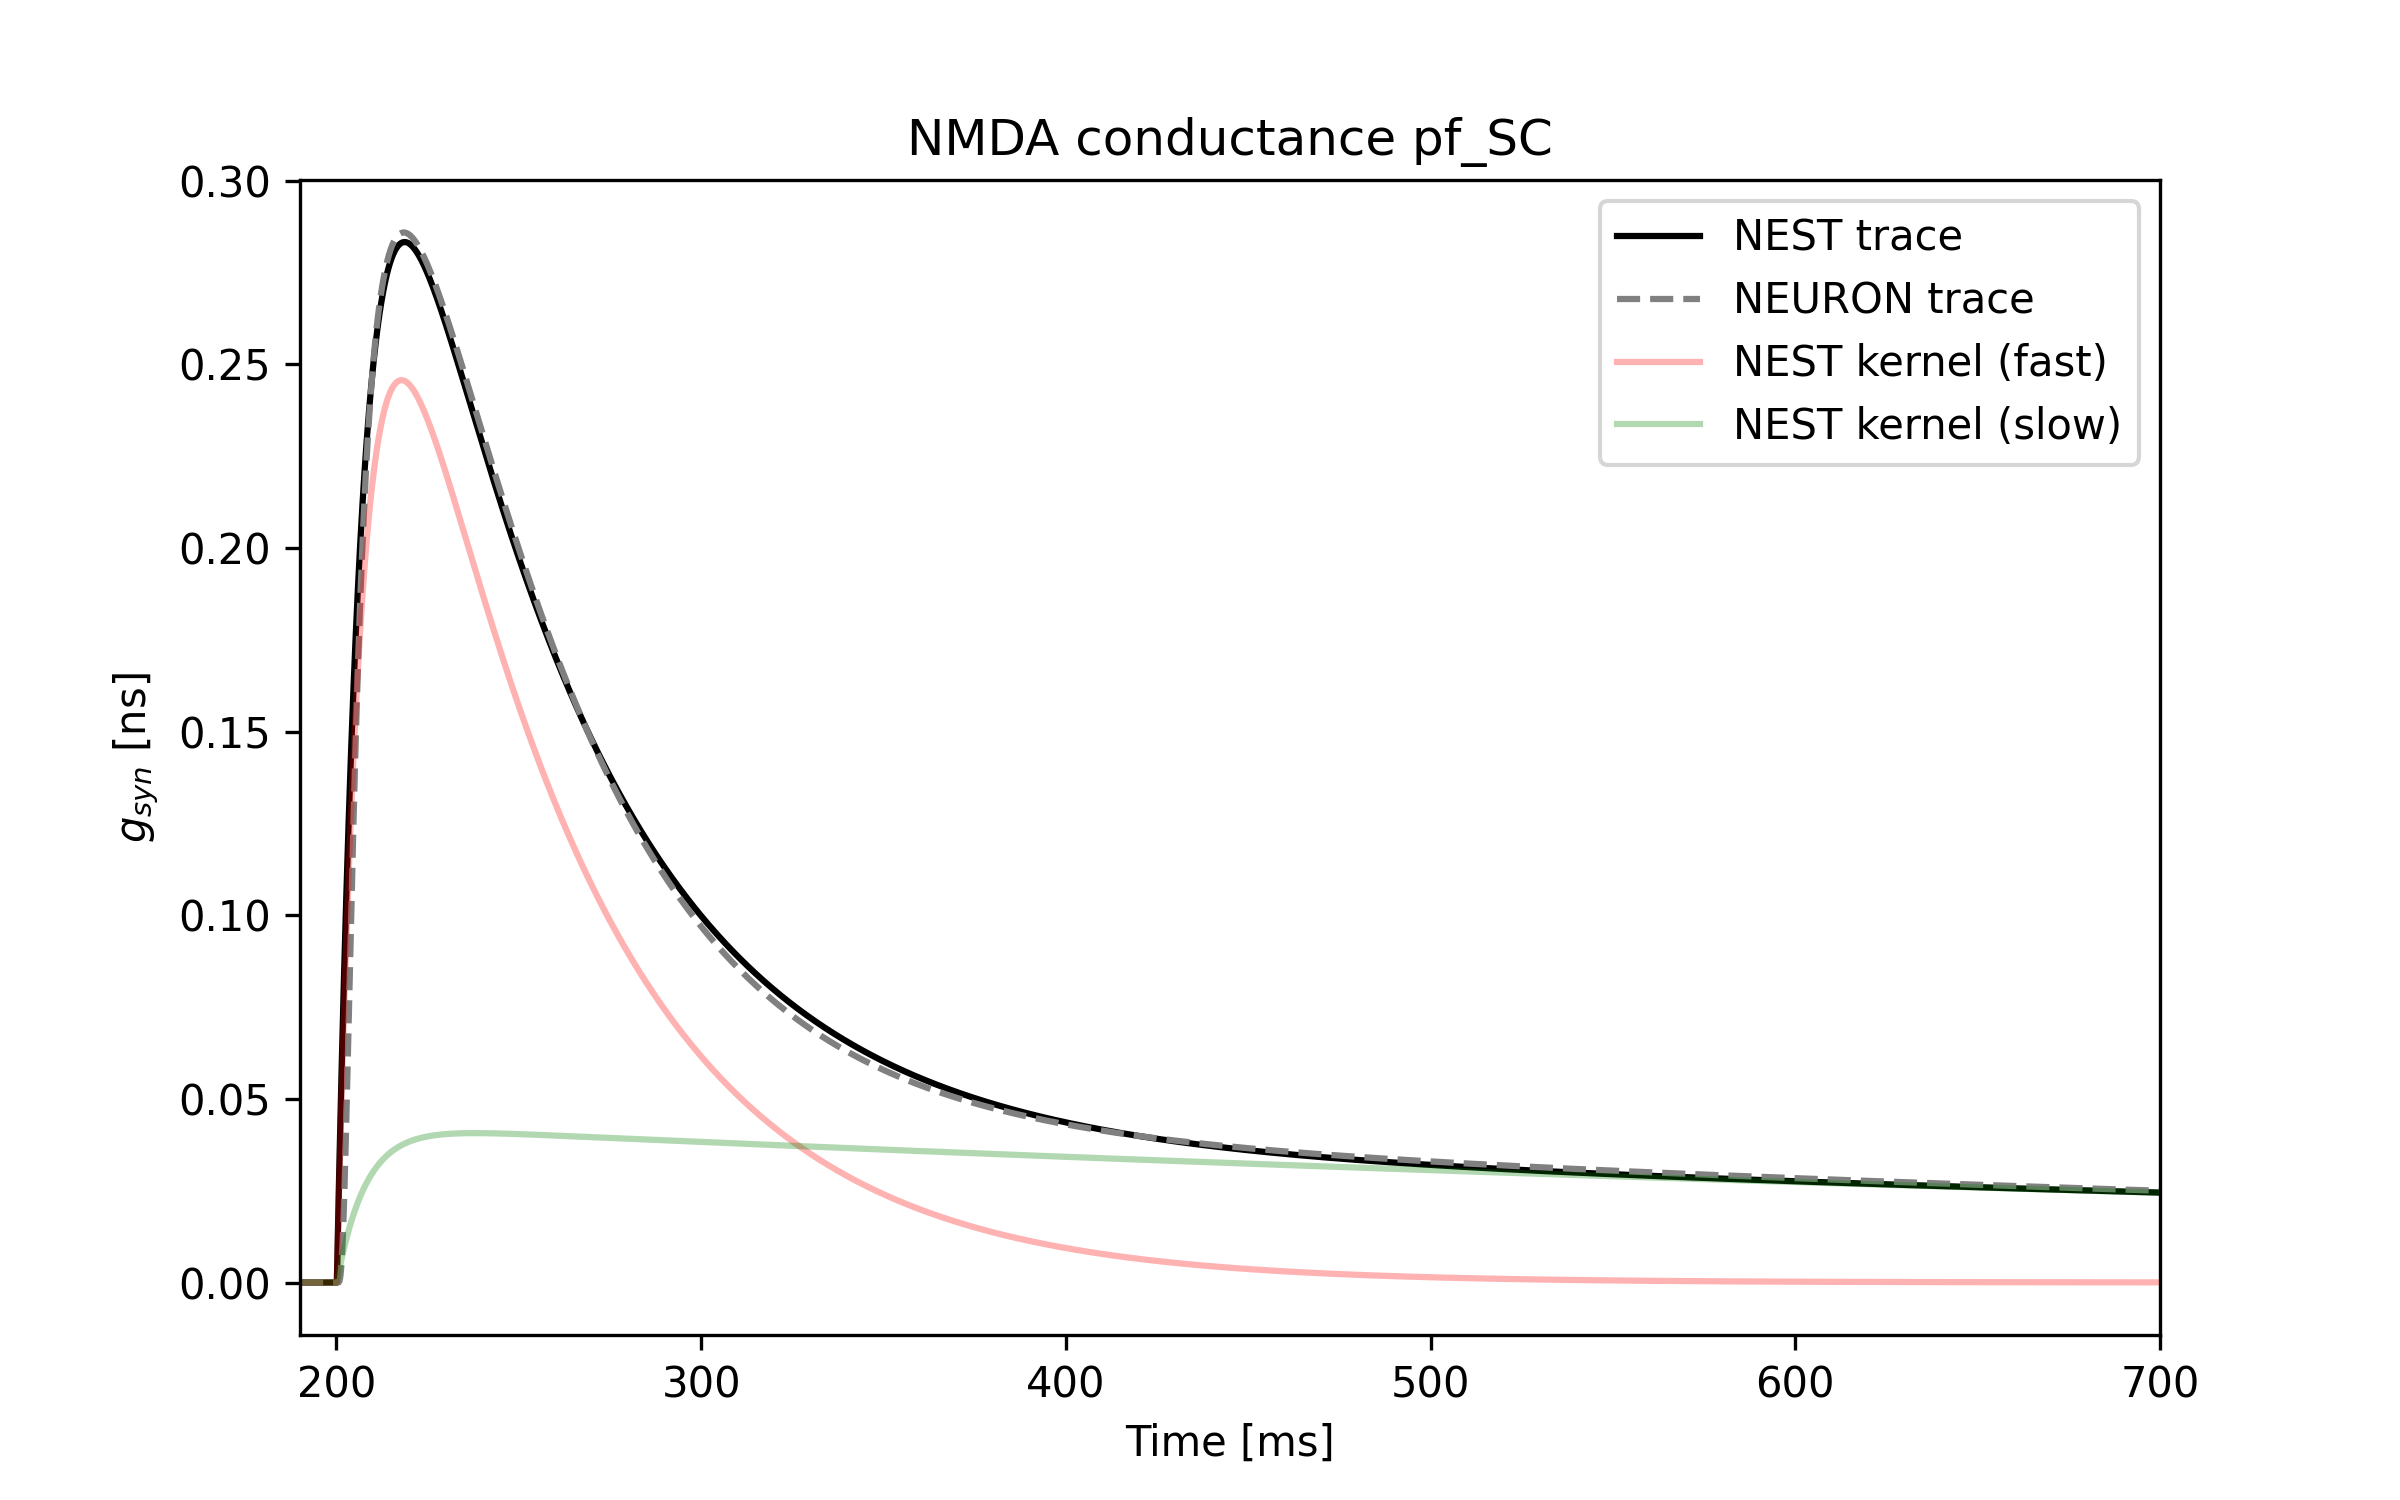 NMDA conductance pf_SC
0.30
0.25
0.20
0.15
0.10
0.05
0.00
g_syn [ns]
NEST trace
NEURON trace
NEST kernel (fast)
NEST kernel (slow)
200 300 400 500 600 700
Time [ms]